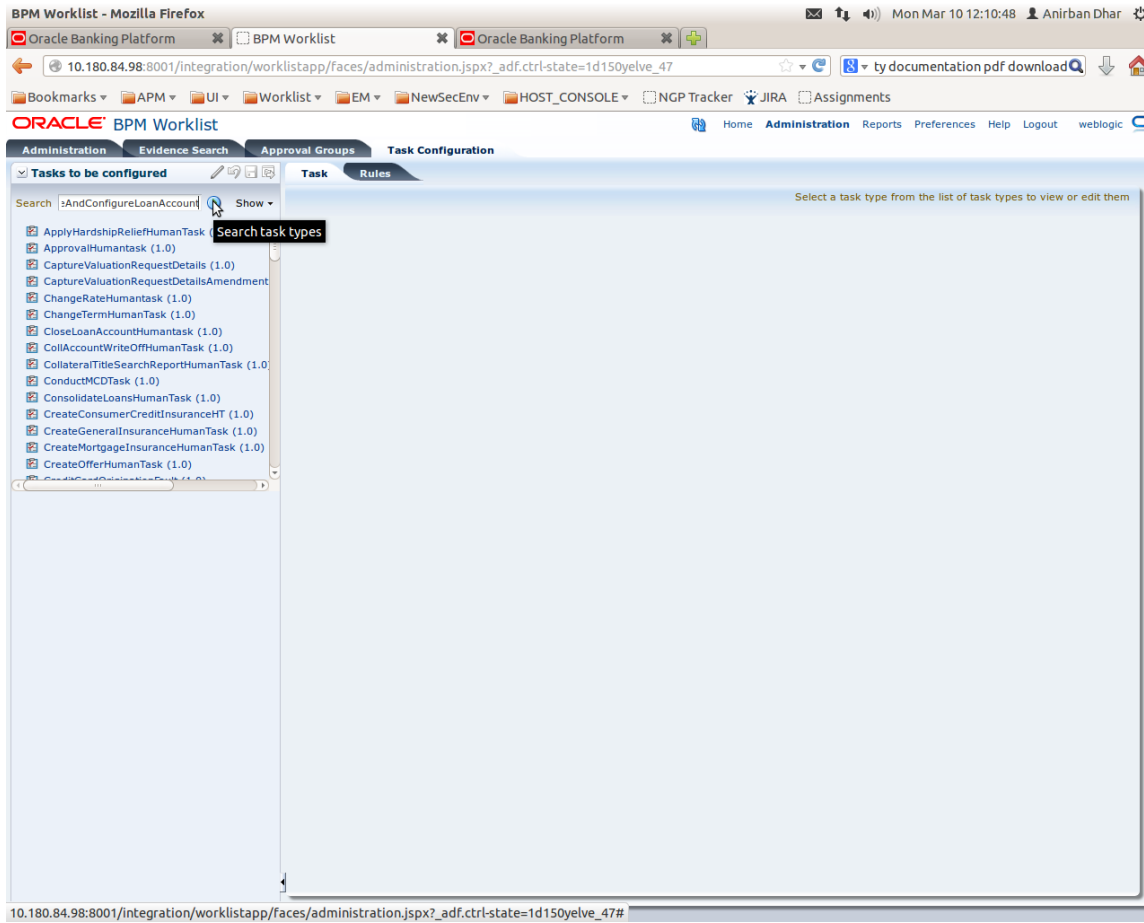 BPM Worklist - Mozilla Firefox
Mon Mar 10 12:10:48 Anirban Dhar
Oracle Banking Platform
BPM Worklist
Oracle Banking Platform
10.180.84.98:8001/integration/worklistapp/faces/administration.jspx?_adf.ctrl-state=1d150yelve_47
ty documentation pdf download
Bookmarks APM UI Worklist EM NewSecEnv HOST_CONSOLE NGP Tracker JIRA Assignments
ORACLE BPM Worklist
Home Administration Reports Preferences Help Logout weblogic
Administration Evidence Search Approval Groups Task Configuration
Tasks to be configured
Task Rules
Search eAndConfigureLoanAccount Show
Select a task type from the list of task types to view or edit them
Search task types
ApplyHardshipReliefHumanTask (
ApprovalHumantask (1.0)
CaptureValuationRequestDetails (1.0)
CaptureValuationRequestDetailsAmendment
ChangeRateHumantask (1.0)
ChangeTermHumanTask (1.0)
CloseLoanAccountHumantask (1.0)
CollAccountWriteOffHumanTask (1.0)
CollateralTitleSearchReportHumanTask (1.0)
ConductMCDTask (1.0)
ConsolidateLoansHumanTask (1.0)
CreateConsumerCreditInsuranceHT (1.0)
CreateGeneralInsuranceHumanTask (1.0)
CreateMortgageInsuranceHumanTask (1.0)
CreateOfferHumanTask (1.0)
CreditCardOriginationFault (1.0)
10.180.84.98:8001/integration/worklistapp/faces/administration.jspx?_adf.ctrl-state=1d150yelve_47#